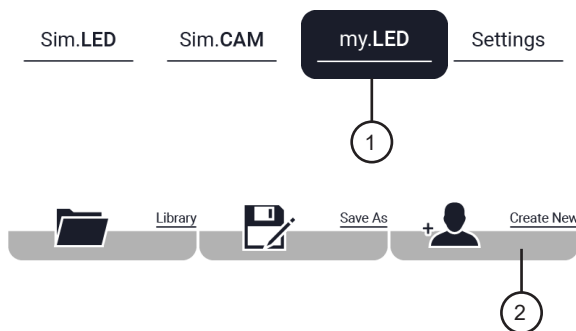 Sim.LED Sim.CAM my.LED Settings
1
Library Save As Create New
2